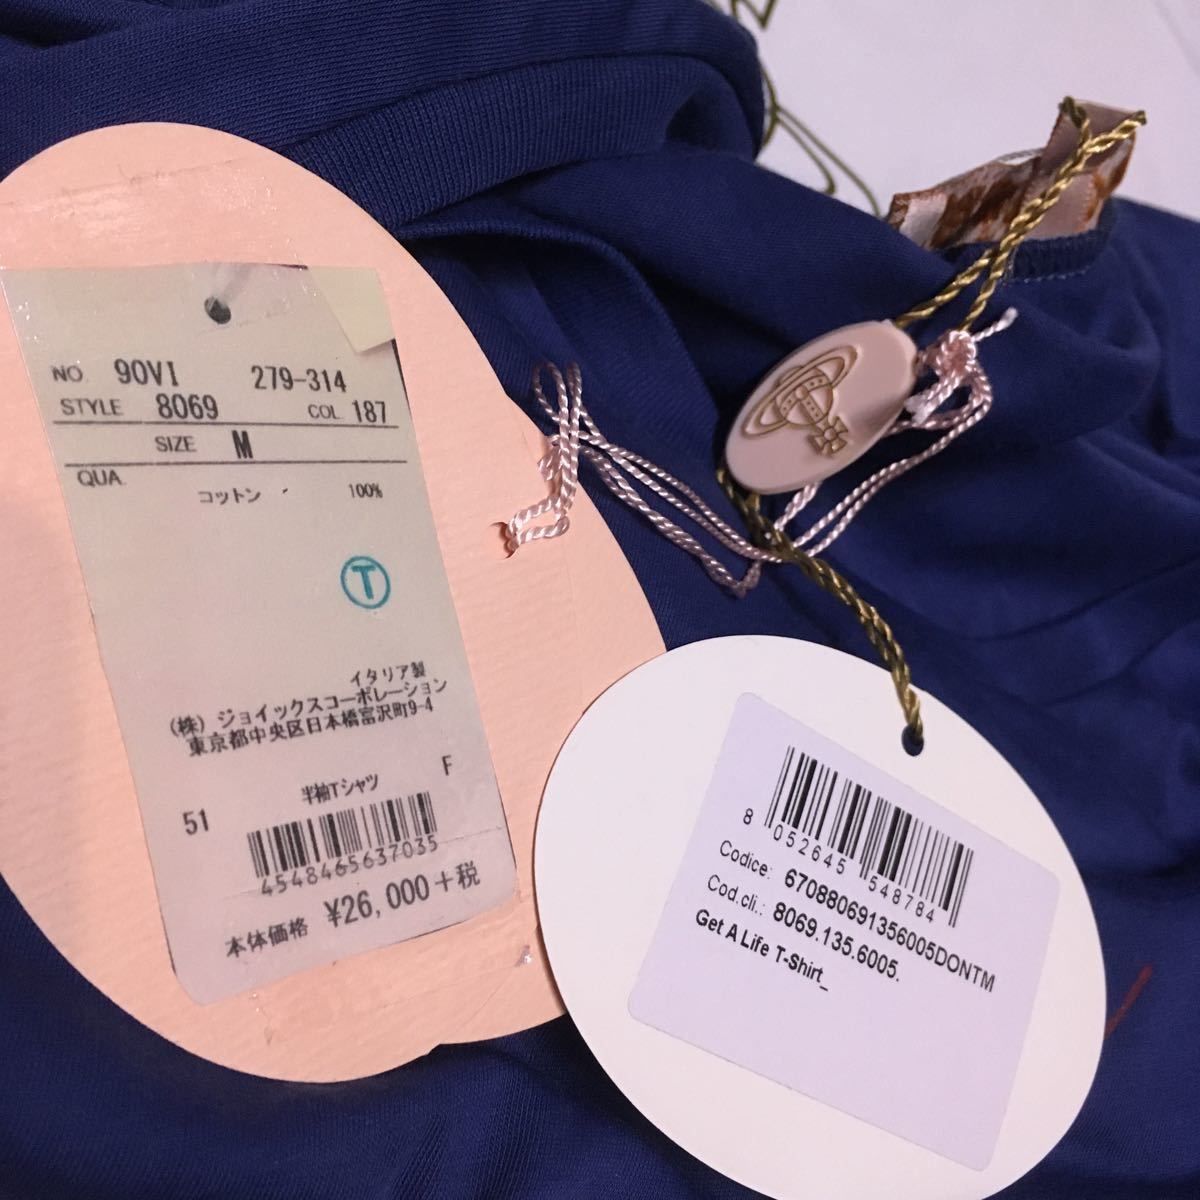 NO. 90VI 279-314
STYLE 8069 COL. 187
SIZE M
QUA.
コットン 100%
T
イタリア製
(株) ジョイックスコーポレーション
東京都中央区日本橋富沢町9-4
F
51 半袖Tシャツ
4548465637035
本体価格 ¥26,000+税
8 052645 548784
Codice: 670880691356005DONTM
Cod.cli.: 8069.135.6005.
Get A Life T-Shirt_